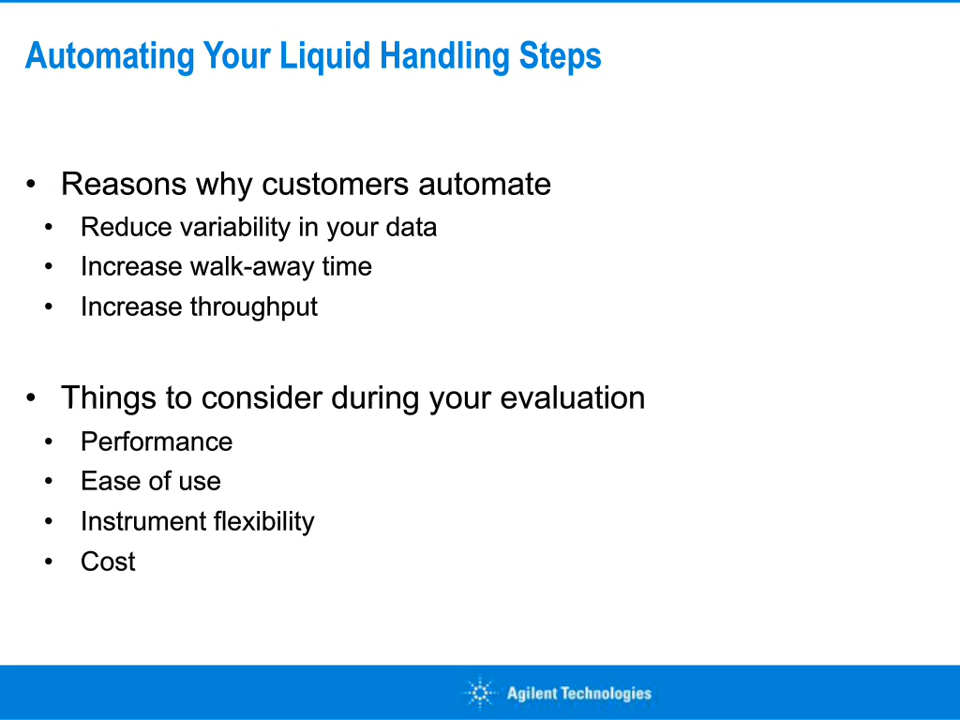 Automating Your Liquid Handling Steps
• Reasons why customers automate
• Reduce variability in your data
• Increase walk-away time
• Increase throughput
• Things to consider during your evaluation
• Performance
• Ease of use
• Instrument flexibility
• Cost
Agilent Technologies